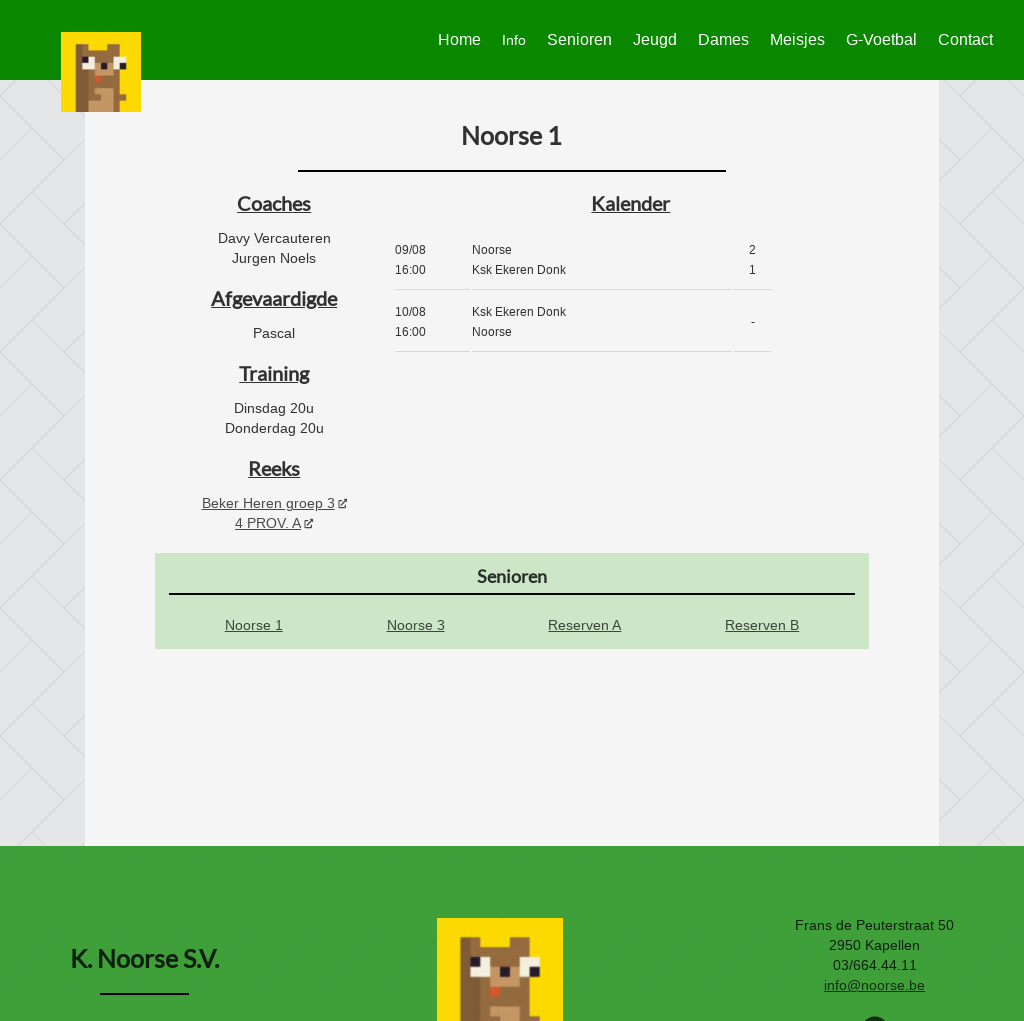 Home Info Senioren Jeugd Dames Meisjes G-Voetbal Contact
Noorse 1
Coaches
Davy Vercauteren
Jurgen Noels
Afgevaardigde
Pascal
Training
Dinsdag 20u
Donderdag 20u
Reeks
Beker Heren groep 3
4 PROV. A
Kalender
09/08 Noorse 2
16:00 Ksk Ekeren Donk 1
10/08 Ksk Ekeren Donk
-
16:00 Noorse
Senioren
Noorse 1 Noorse 3 Reserven A Reserven B
K. Noorse S.V.
Frans de Peuterstraat 50
2950 Kapellen
03/664.44.11
info@noorse.be